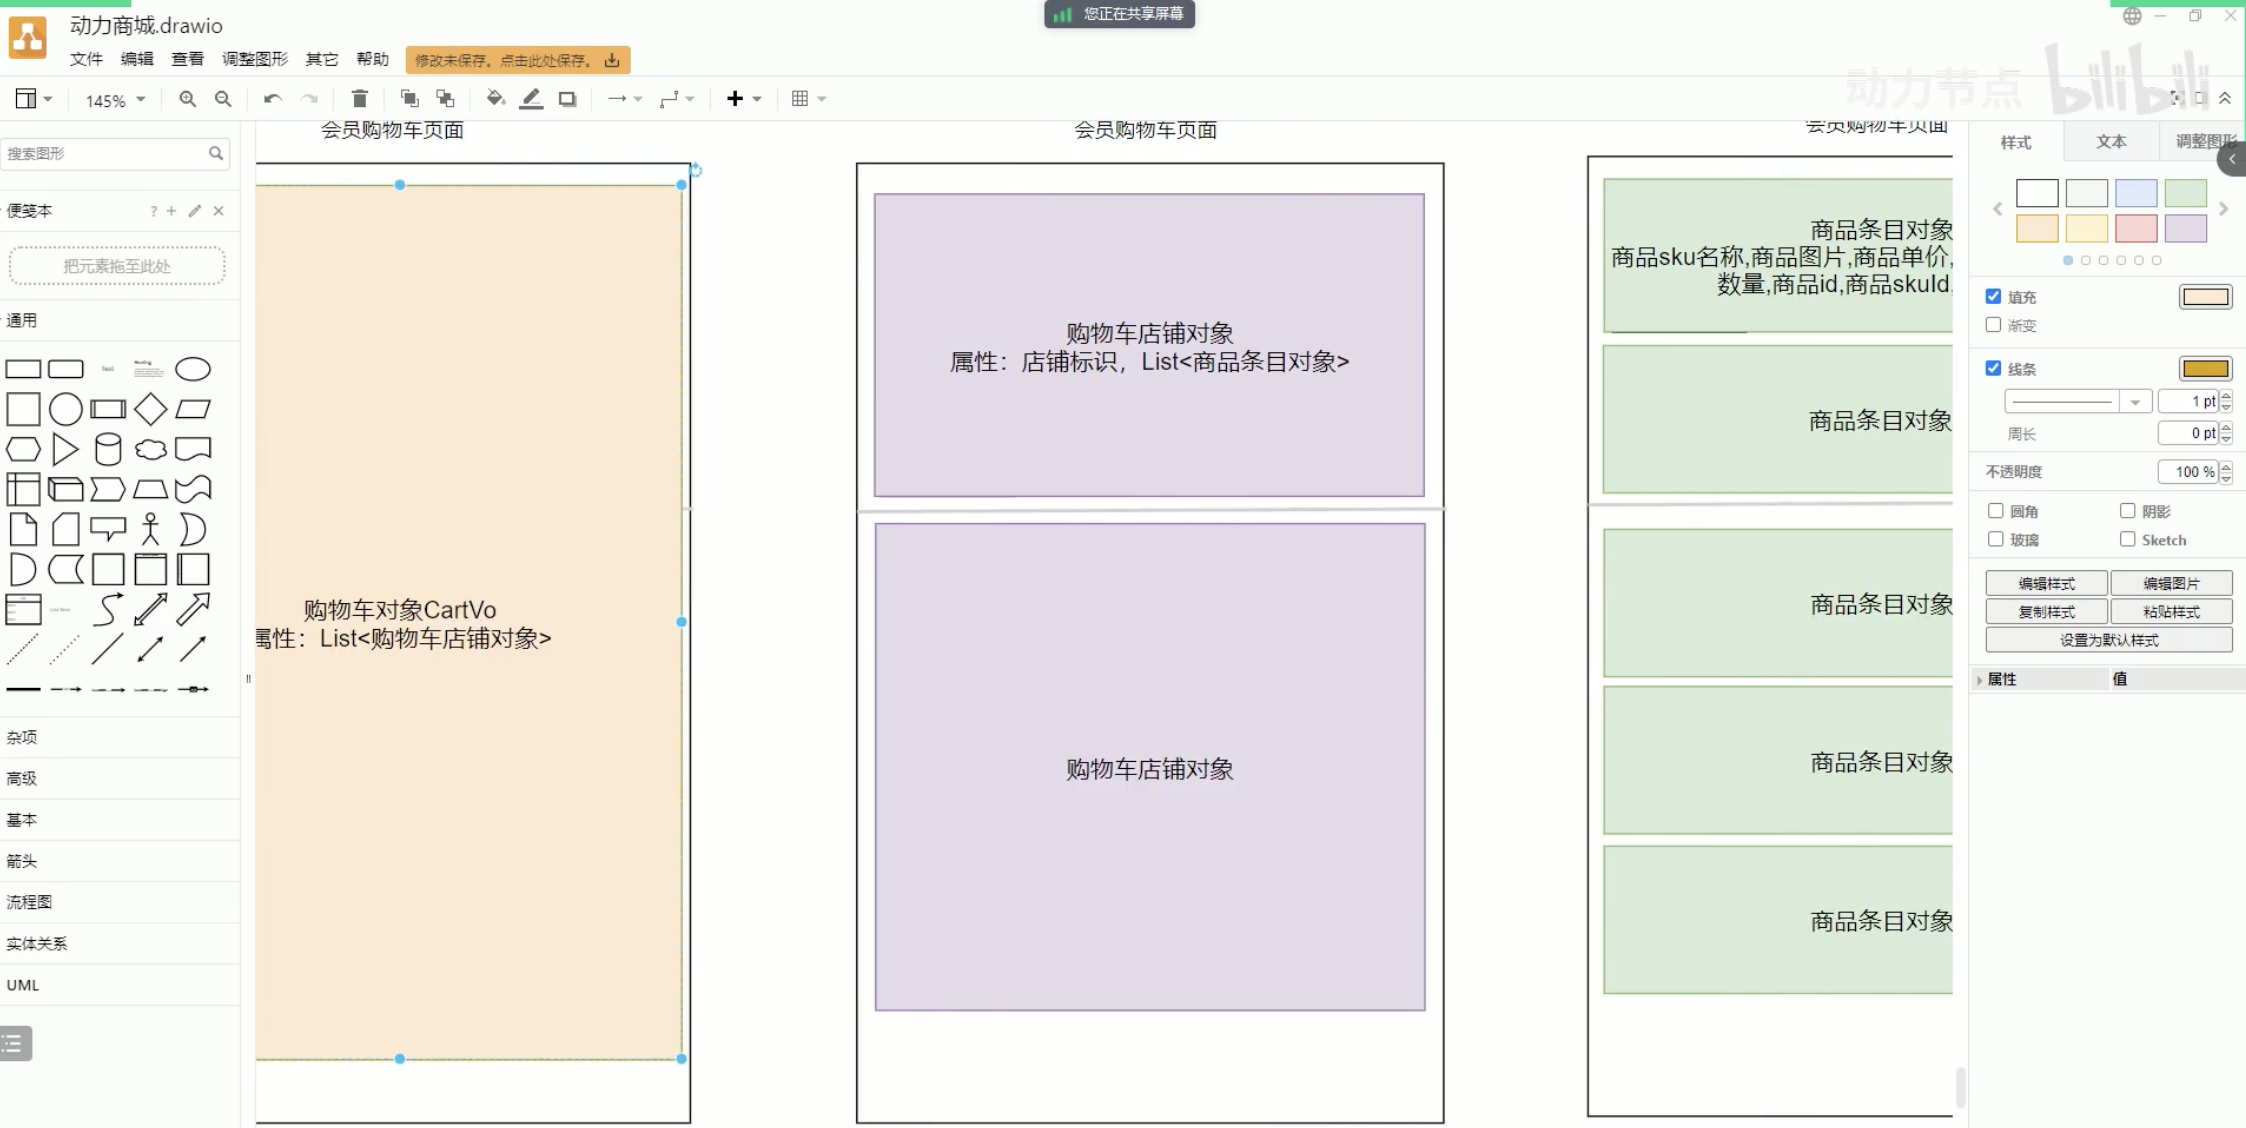 您正在共享屏幕
动力商城.drawio
文件 编辑 查看 调整图形 其它 帮助 修改未保存。点击此处保存。
145%
动力节点 bilibili
搜索图形
便笺本
把元素拖至此处
通用
Text
Heading
List Item
杂项
高级
基本
箭头
流程图
实体关系
UML
会员购物车页面
购物车对象CartVo
属性：List<购物车店铺对象>
会员购物车页面
购物车店铺对象
属性：店铺标识，List<商品条目对象>
购物车店铺对象
会员购物车页面
商品条目对象
商品sku名称,商品图片,商品单价,
数量,商品id,商品skuId,
商品条目对象
商品条目对象
商品条目对象
商品条目对象
样式 文本 调整图形
填充
渐变
线条
1 pt
周长 0 pt
不透明度 100 %
圆角 阴影
玻璃 Sketch
编辑样式 编辑图片
复制样式 粘贴样式
设置为默认样式
属性 值